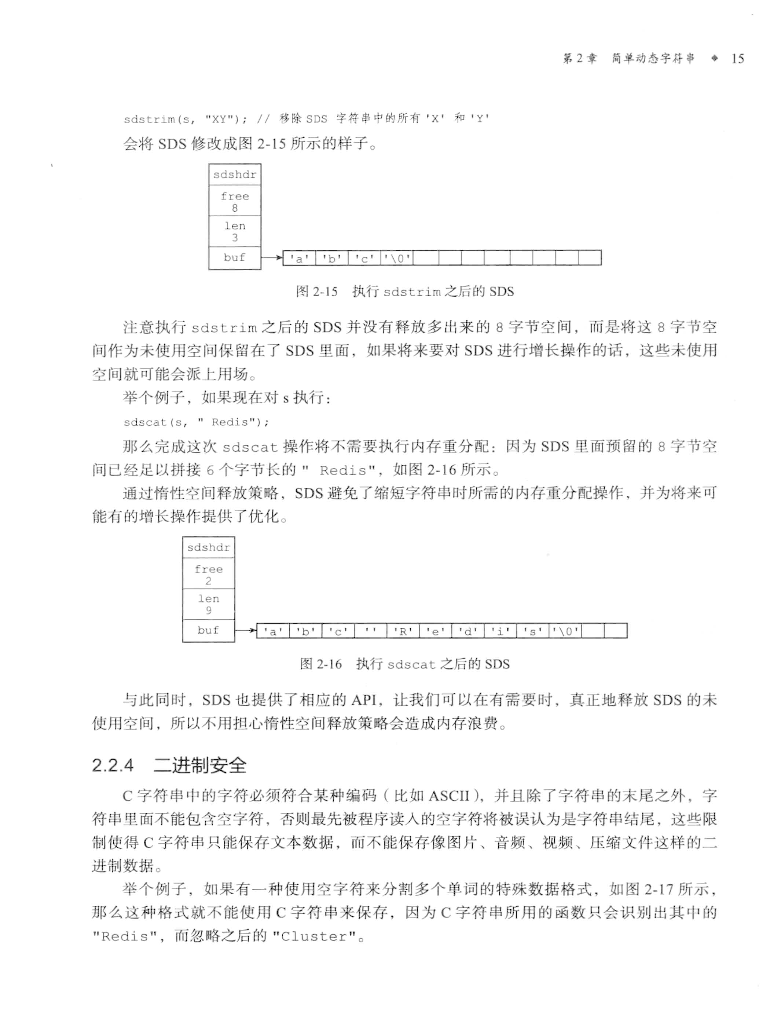 第 2 章 简单动态字符串 ◆ 15
sdstrim(s, "XY"); // 移除 SDS 字符串中的所有 'X' 和 'Y'
会将 SDS 修改成图 2-15 所示的样子。
sdshdr
free
8
len
3
buf
'a' 'b' 'c' '\0'
图 2-15 执行 sdstrim 之后的 SDS
注意执行 sdstrim 之后的 SDS 并没有释放多出来的 8 字节空间，而是将这 8 字节空
间作为未使用空间保留在了 SDS 里面，如果将来要对 SDS 进行增长操作的话，这些未使用
空间就可能会派上用场。
举个例子，如果现在对 s 执行：
sdscat(s, " Redis");
那么完成这次 sdscat 操作将不需要执行内存重分配：因为 SDS 里面预留的 8 字节空
间已经足以拼接 6 个字节长的 " Redis"，如图 2-16 所示。
通过惰性空间释放策略，SDS 避免了缩短字符串时所需的内存重分配操作，并为将来可
能有的增长操作提供了优化。
sdshdr
free
2
len
9
buf
'a' 'b' 'c' ' ' 'R' 'e' 'd' 'i' 's' '\0'
图 2-16 执行 sdscat 之后的 SDS
与此同时，SDS 也提供了相应的 API，让我们可以在有需要时，真正地释放 SDS 的未
使用空间，所以不用担心惰性空间释放策略会造成内存浪费。
2.2.4 二进制安全
C 字符串中的字符必须符合某种编码（比如 ASCII），并且除了字符串的末尾之外，字
符串里面不能包含空字符，否则最先被程序读入的空字符将被误认为是字符串结尾，这些限
制使得 C 字符串只能保存文本数据，而不能保存像图片、音频、视频、压缩文件这样的二
进制数据。
举个例子，如果有一种使用空字符来分割多个单词的特殊数据格式，如图 2-17 所示，
那么这种格式就不能使用 C 字符串来保存，因为 C 字符串所用的函数只会识别出其中的
"Redis"，而忽略之后的 "Cluster"。